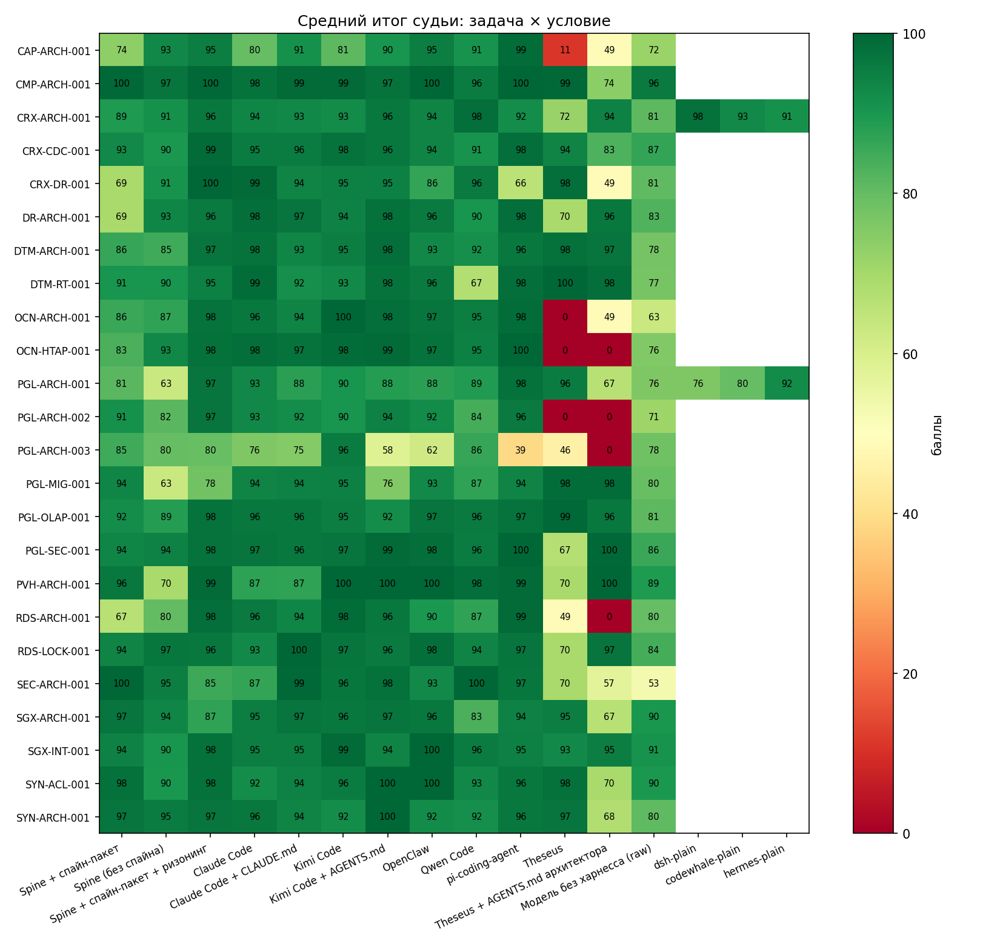 Средний итог судьи: задача × условие
CAP-ARCH-001 74 93 95 80 91 81 90 95 91 99 11 49 72
CMP-ARCH-001 100 97 100 98 99 99 97 100 96 100 99 74 96
CRX-ARCH-001 89 91 96 94 93 93 96 94 98 92 72 94 81 98 93 91
CRX-CDC-001 93 90 99 95 96 98 96 94 91 98 94 83 87
CRX-DR-001 69 91 100 99 94 95 95 86 96 66 98 49 81
DR-ARCH-001 69 93 96 98 97 94 98 96 90 98 70 96 83
DTM-ARCH-001 86 85 97 98 93 95 98 93 92 96 98 97 78
DTM-RT-001 91 90 95 99 92 93 98 96 67 98 100 98 77
OCN-ARCH-001 86 87 98 96 94 100 98 97 95 98 0 49 63
OCN-HTAP-001 83 93 98 98 97 98 99 97 95 100 0 0 76
PGL-ARCH-001 81 63 97 93 88 90 88 88 89 98 96 67 76 76 80 92
PGL-ARCH-002 91 82 97 93 92 90 94 92 84 96 0 0 71
PGL-ARCH-003 85 80 80 76 75 96 58 62 86 39 46 0 78
PGL-MIG-001 94 63 78 94 94 95 76 93 87 94 98 98 80
PGL-OLAP-001 92 89 98 96 96 95 92 97 96 97 99 96 81
PGL-SEC-001 94 94 98 97 96 97 99 98 96 100 67 100 86
PVH-ARCH-001 96 70 99 87 87 100 100 100 98 99 70 100 89
RDS-ARCH-001 67 80 98 96 94 98 96 90 87 99 49 0 80
RDS-LOCK-001 94 97 96 93 100 97 96 98 94 97 70 97 84
SEC-ARCH-001 100 95 85 87 99 96 98 93 100 97 70 57 53
SGX-ARCH-001 97 94 87 95 97 96 97 96 83 94 95 67 90
SGX-INT-001 94 90 98 95 95 99 94 100 96 95 93 95 91
SYN-ACL-001 98 90 98 92 94 96 100 100 93 96 98 70 90
SYN-ARCH-001 97 95 97 96 94 92 100 92 92 96 97 68 80
Spine + спайн-пакет
Spine (без спайна)
Spine + спайн-пакет + ризонинг
Claude Code
Claude Code + CLAUDE.md
Kimi Code
Kimi Code + AGENTS.md
OpenClaw
Qwen Code
pi-coding-agent
Theseus
Theseus + AGENTS.md архитектора
Модель без харнесса (raw)
dsh-plain
codewhale-plain
hermes-plain
100
80
60
40
20
0
баллы